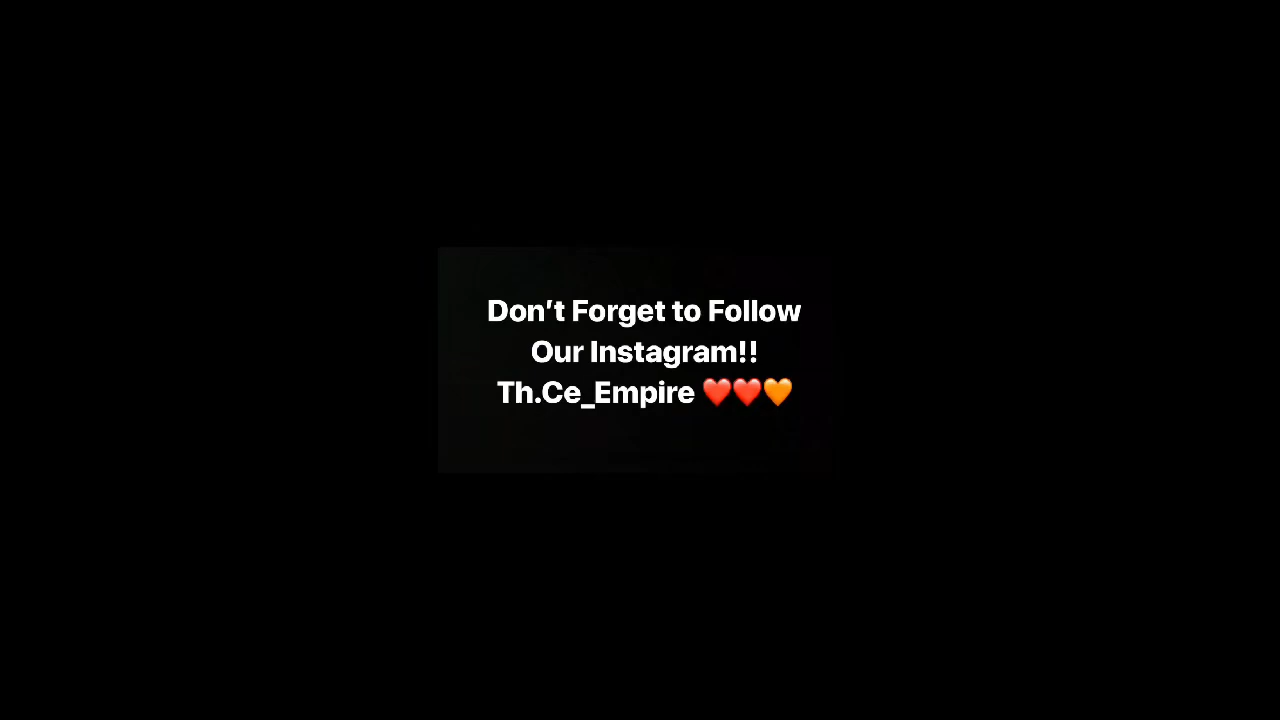 Don’t Forget to Follow
Our Instagram!!
Th.Ce_Empire ❤️❤️🧡